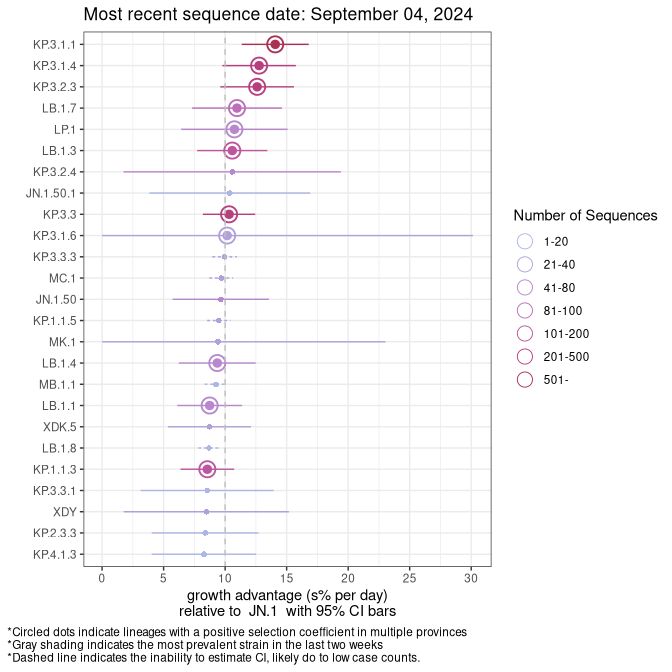 Most recent sequence date: September 04, 2024
KP.3.1.1
KP.3.1.4
KP.3.2.3
LB.1.7
LP.1
LB.1.3
KP.3.2.4
JN.1.50.1
KP.3.3
KP.3.1.6
KP.3.3.3
MC.1
JN.1.50
KP.1.1.5
MK.1
LB.1.4
MB.1.1
LB.1.1
XDK.5
LB.1.8
KP.1.1.3
KP.3.3.1
XDY
KP.2.3.3
KP.4.1.3
0 5 10 15 20 25 30
growth advantage (s% per day)
relative to JN.1 with 95% CI bars
Number of Sequences
1-20
21-40
41-80
81-100
101-200
201-500
501-
*Circled dots indicate lineages with a positive selection coefficient in multiple provinces
*Gray shading indicates the most prevalent strain in the last two weeks
*Dashed line indicates the inability to estimate CI, likely do to low case counts.